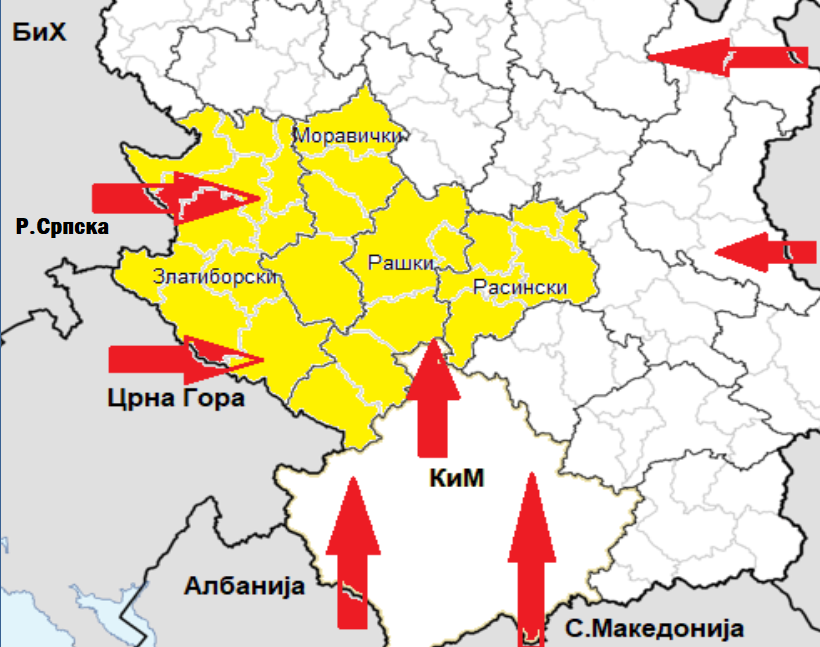 БиХ
Моравички
Р.Српска
Златиборски
Рашки
Расински
Црна Гора
КиМ
Албанија
С.Македонија